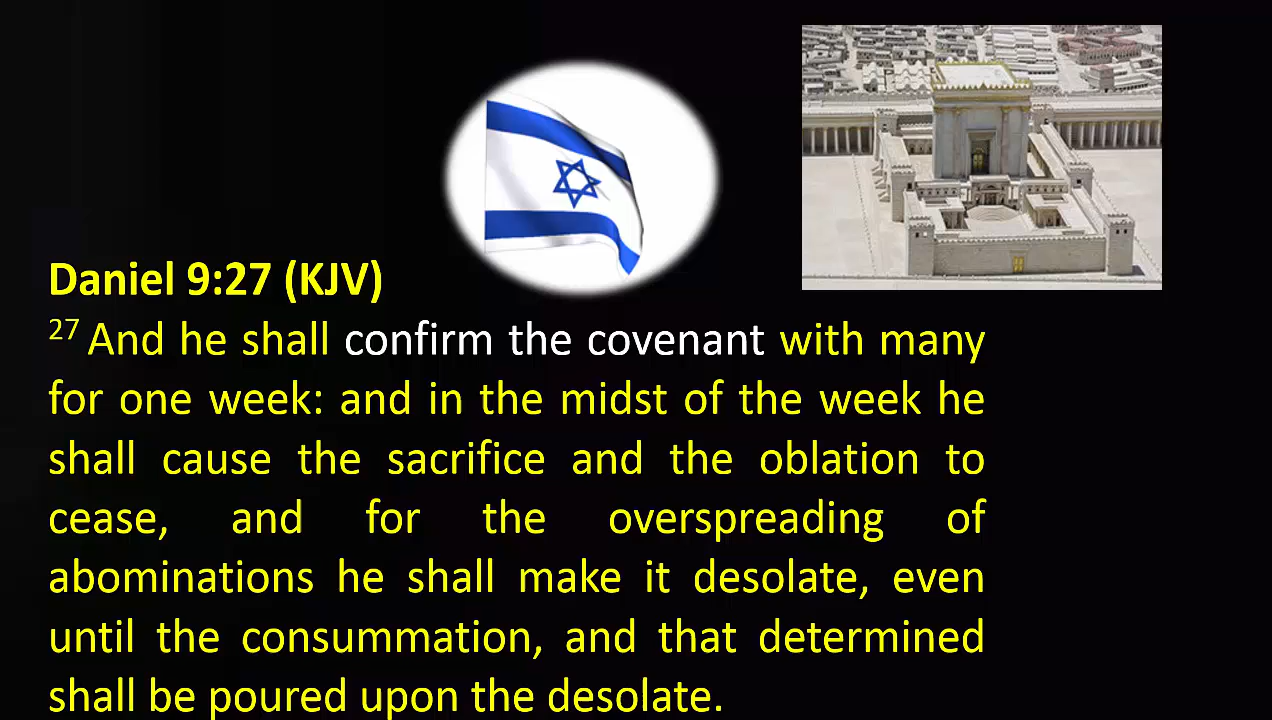 Daniel 9:27 (KJV)
27 And he shall confirm the covenant with many
for one week: and in the midst of the week he
shall cause the sacrifice and the oblation to
cease, and for the overspreading of
abominations he shall make it desolate, even
until the consummation, and that determined
shall be poured upon the desolate.